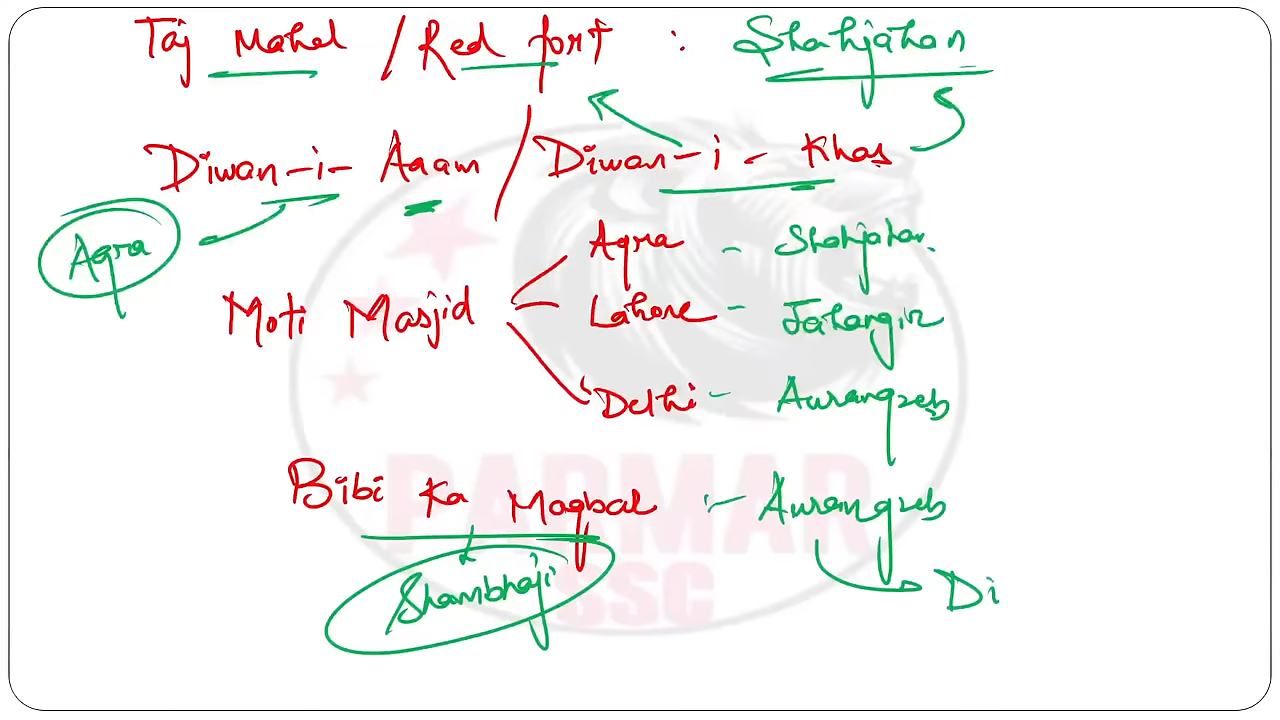 Taj Mahel / Red fort : Shahjahan
Diwan-i- Aaam / Diwan-i- Khas
Agra
Agra - Shahjahan
Moti Masjid
Lahore - Jahangir
Delhi - Aurangzeb
Bibi Ka Maqbal :- Aurangzeb
Shambhaji
Di
PARMAR
SSC